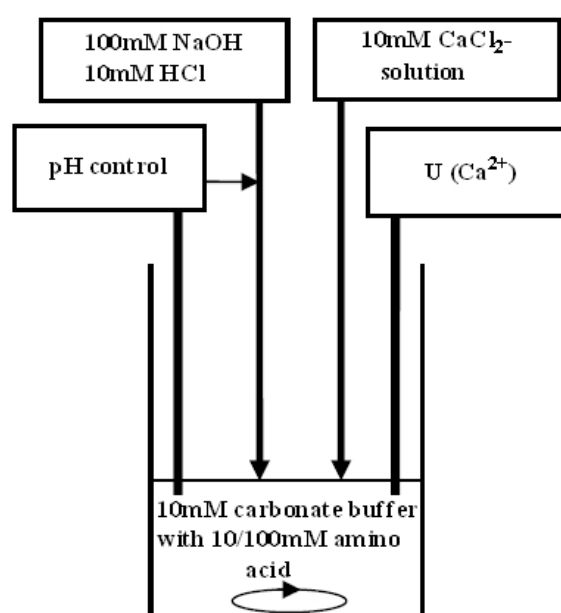 100mM NaOH
10mM HCl
10mM CaCl₂-
solution
pH control
U (Ca²⁺)
10mM carbonate buffer
with 10/100mM amino
acid